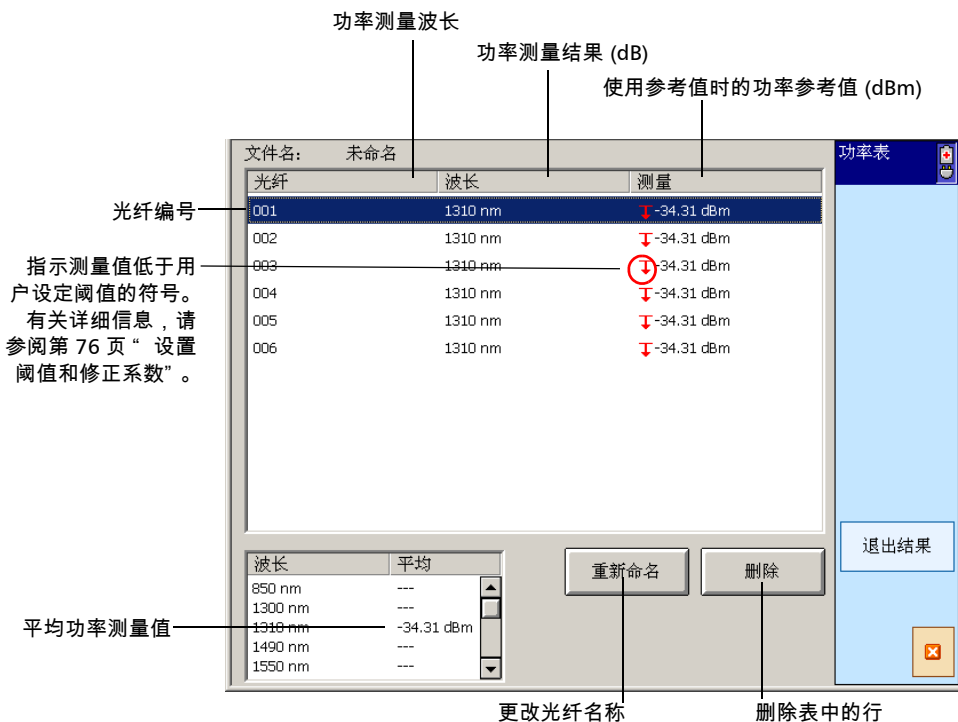 功率测量波长
功率测量结果 (dB)
使用参考值时的功率参考值 (dBm)
文件名： 未命名
功率表
光纤 波长 测量
光纤编号
001 1310 nm -34.31 dBm
002 1310 nm -34.31 dBm
003 1310 nm -34.31 dBm
004 1310 nm -34.31 dBm
005 1310 nm -34.31 dBm
006 1310 nm -34.31 dBm
指示测量值低于用
户设定阈值的符号。
有关详细信息，请
参阅第 76 页“ 设置
阈值和修正系数”。
退出结果
波长 平均
850 nm ---
1300 nm ---
1310 nm -34.31 dBm
1490 nm ---
1550 nm ---
重新命名
删除
平均功率测量值
更改光纤名称
删除表中的行